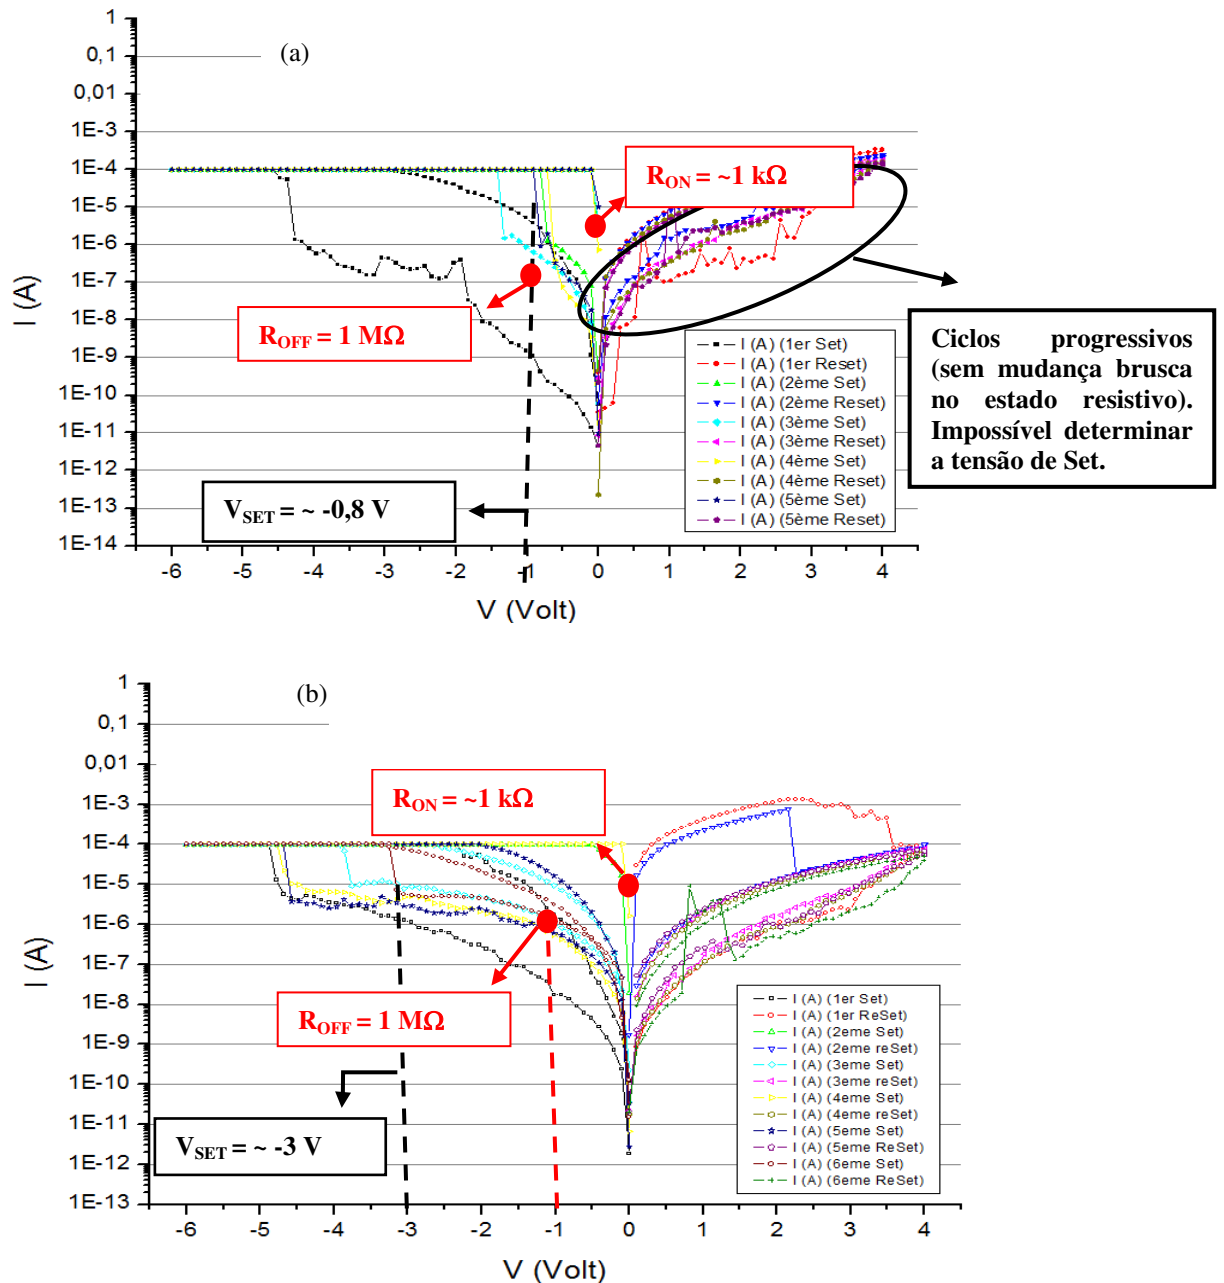 (a)
1
0,1
0,01
1E-3
1E-4
1E-5
1E-6
1E-7
1E-8
1E-9
1E-10
1E-11
1E-12
1E-13
1E-14
I (A)
R_ON = ~1 kΩ
R_OFF = 1 MΩ
V_SET = ~ -0,8 V
I (A) (1er Set)
I (A) (1er Reset)
I (A) (2ème Set)
I (A) (2ème Reset)
I (A) (3ème Set)
I (A) (3ème Reset)
I (A) (4ème Set)
I (A) (4ème Reset)
I (A) (5ème Set)
I (A) (5ème Reset)
Ciclos progressivos
(sem mudança brusca
no estado resistivo).
Impossível determinar
a tensão de Set.
-6 -5 -4 -3 -2 -1 0 1 2 3 4
V (Volt)
(b)
1
0,1
0,01
1E-3
1E-4
1E-5
1E-6
1E-7
1E-8
1E-9
1E-10
1E-11
1E-12
1E-13
I (A)
R_ON = ~1 kΩ
R_OFF = 1 MΩ
V_SET = ~ -3 V
I (A) (1er Set)
I (A) (1er ReSet)
I (A) (2eme Set)
I (A) (2eme reSet)
I (A) (3eme Set)
I (A) (3eme reSet)
I (A) (4eme Set)
I (A) (4eme reSet)
I (A) (5eme Set)
I (A) (5eme ReSet)
I (A) (6eme Set)
I (A) (6eme ReSet)
-6 -5 -4 -3 -2 -1 0 1 2 3 4
V (Volt)